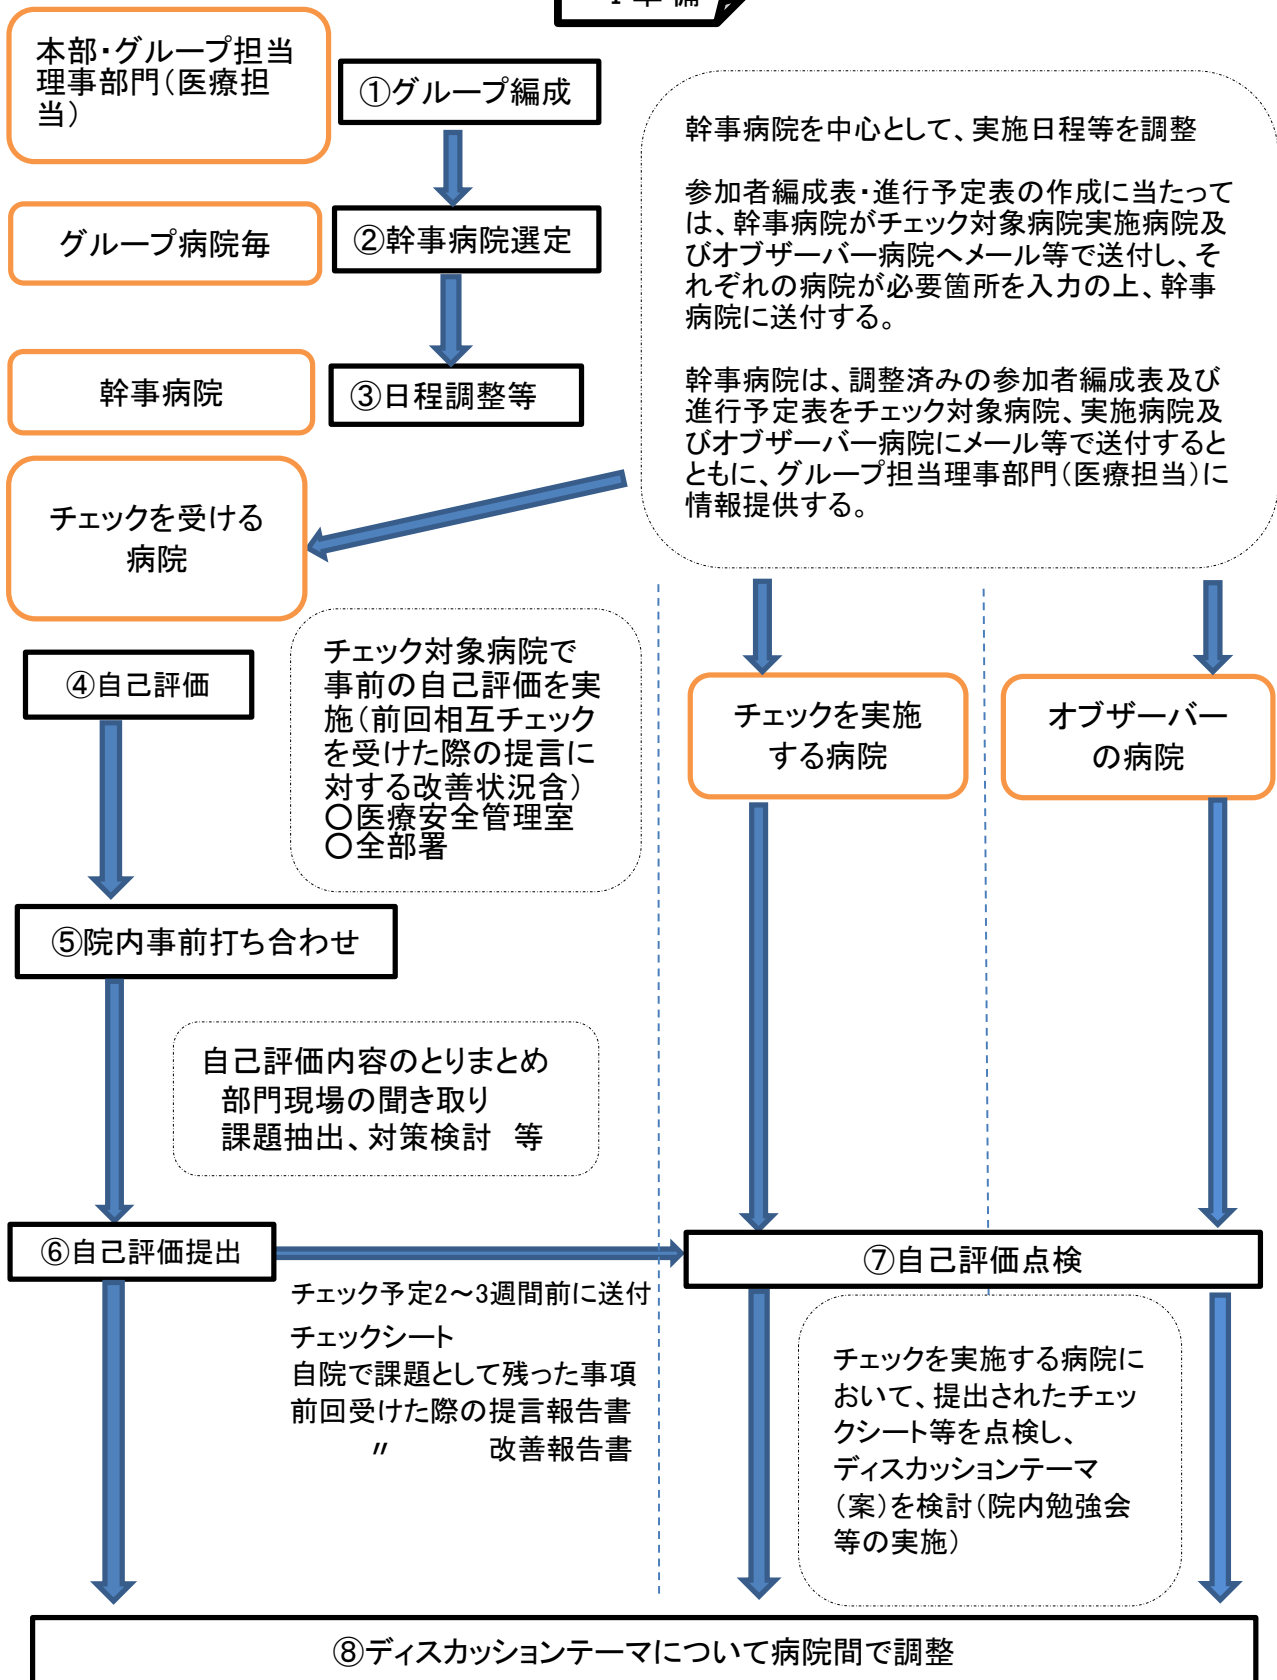 1 準 備
本部・グループ担当
理事部門（医療担
当）
①グループ編成
グループ病院毎
②幹事病院選定
幹事病院
③日程調整等
幹事病院を中心として、実施日程等を調整
参加者編成表・進行予定表の作成に当たって
は、幹事病院がチェック対象病院実施病院及
びオブザーバー病院へメール等で送付し、そ
れぞれの病院が必要箇所を入力の上、幹事
病院に送付する。
幹事病院は、調整済みの参加者編成表及び
進行予定表をチェック対象病院、実施病院及
びオブザーバー病院にメール等で送付すると
ともに、グループ担当理事部門（医療担当）に
情報提供する。
チェックを受ける
病院
④自己評価
チェック対象病院で
事前の自己評価を実
施（前回相互チェック
を受けた際の提言に
対する改善状況含）
〇医療安全管理室
〇全部署
チェックを実施
する病院
オブザーバー
の病院
⑤院内事前打ち合わせ
自己評価内容のとりまとめ
部門現場の聞き取り
課題抽出、対策検討　等
⑥自己評価提出
⑦自己評価点検
チェック予定2～3週間前に送付
チェックシート
自院で課題として残った事項
前回受けた際の提言報告書
〃　　　改善報告書
チェックを実施する病院に
おいて、提出されたチェッ
クシート等を点検し、
ディスカッションテーマ
（案）を検討（院内勉強会
等の実施）
⑧ディスカッションテーマについて病院間で調整